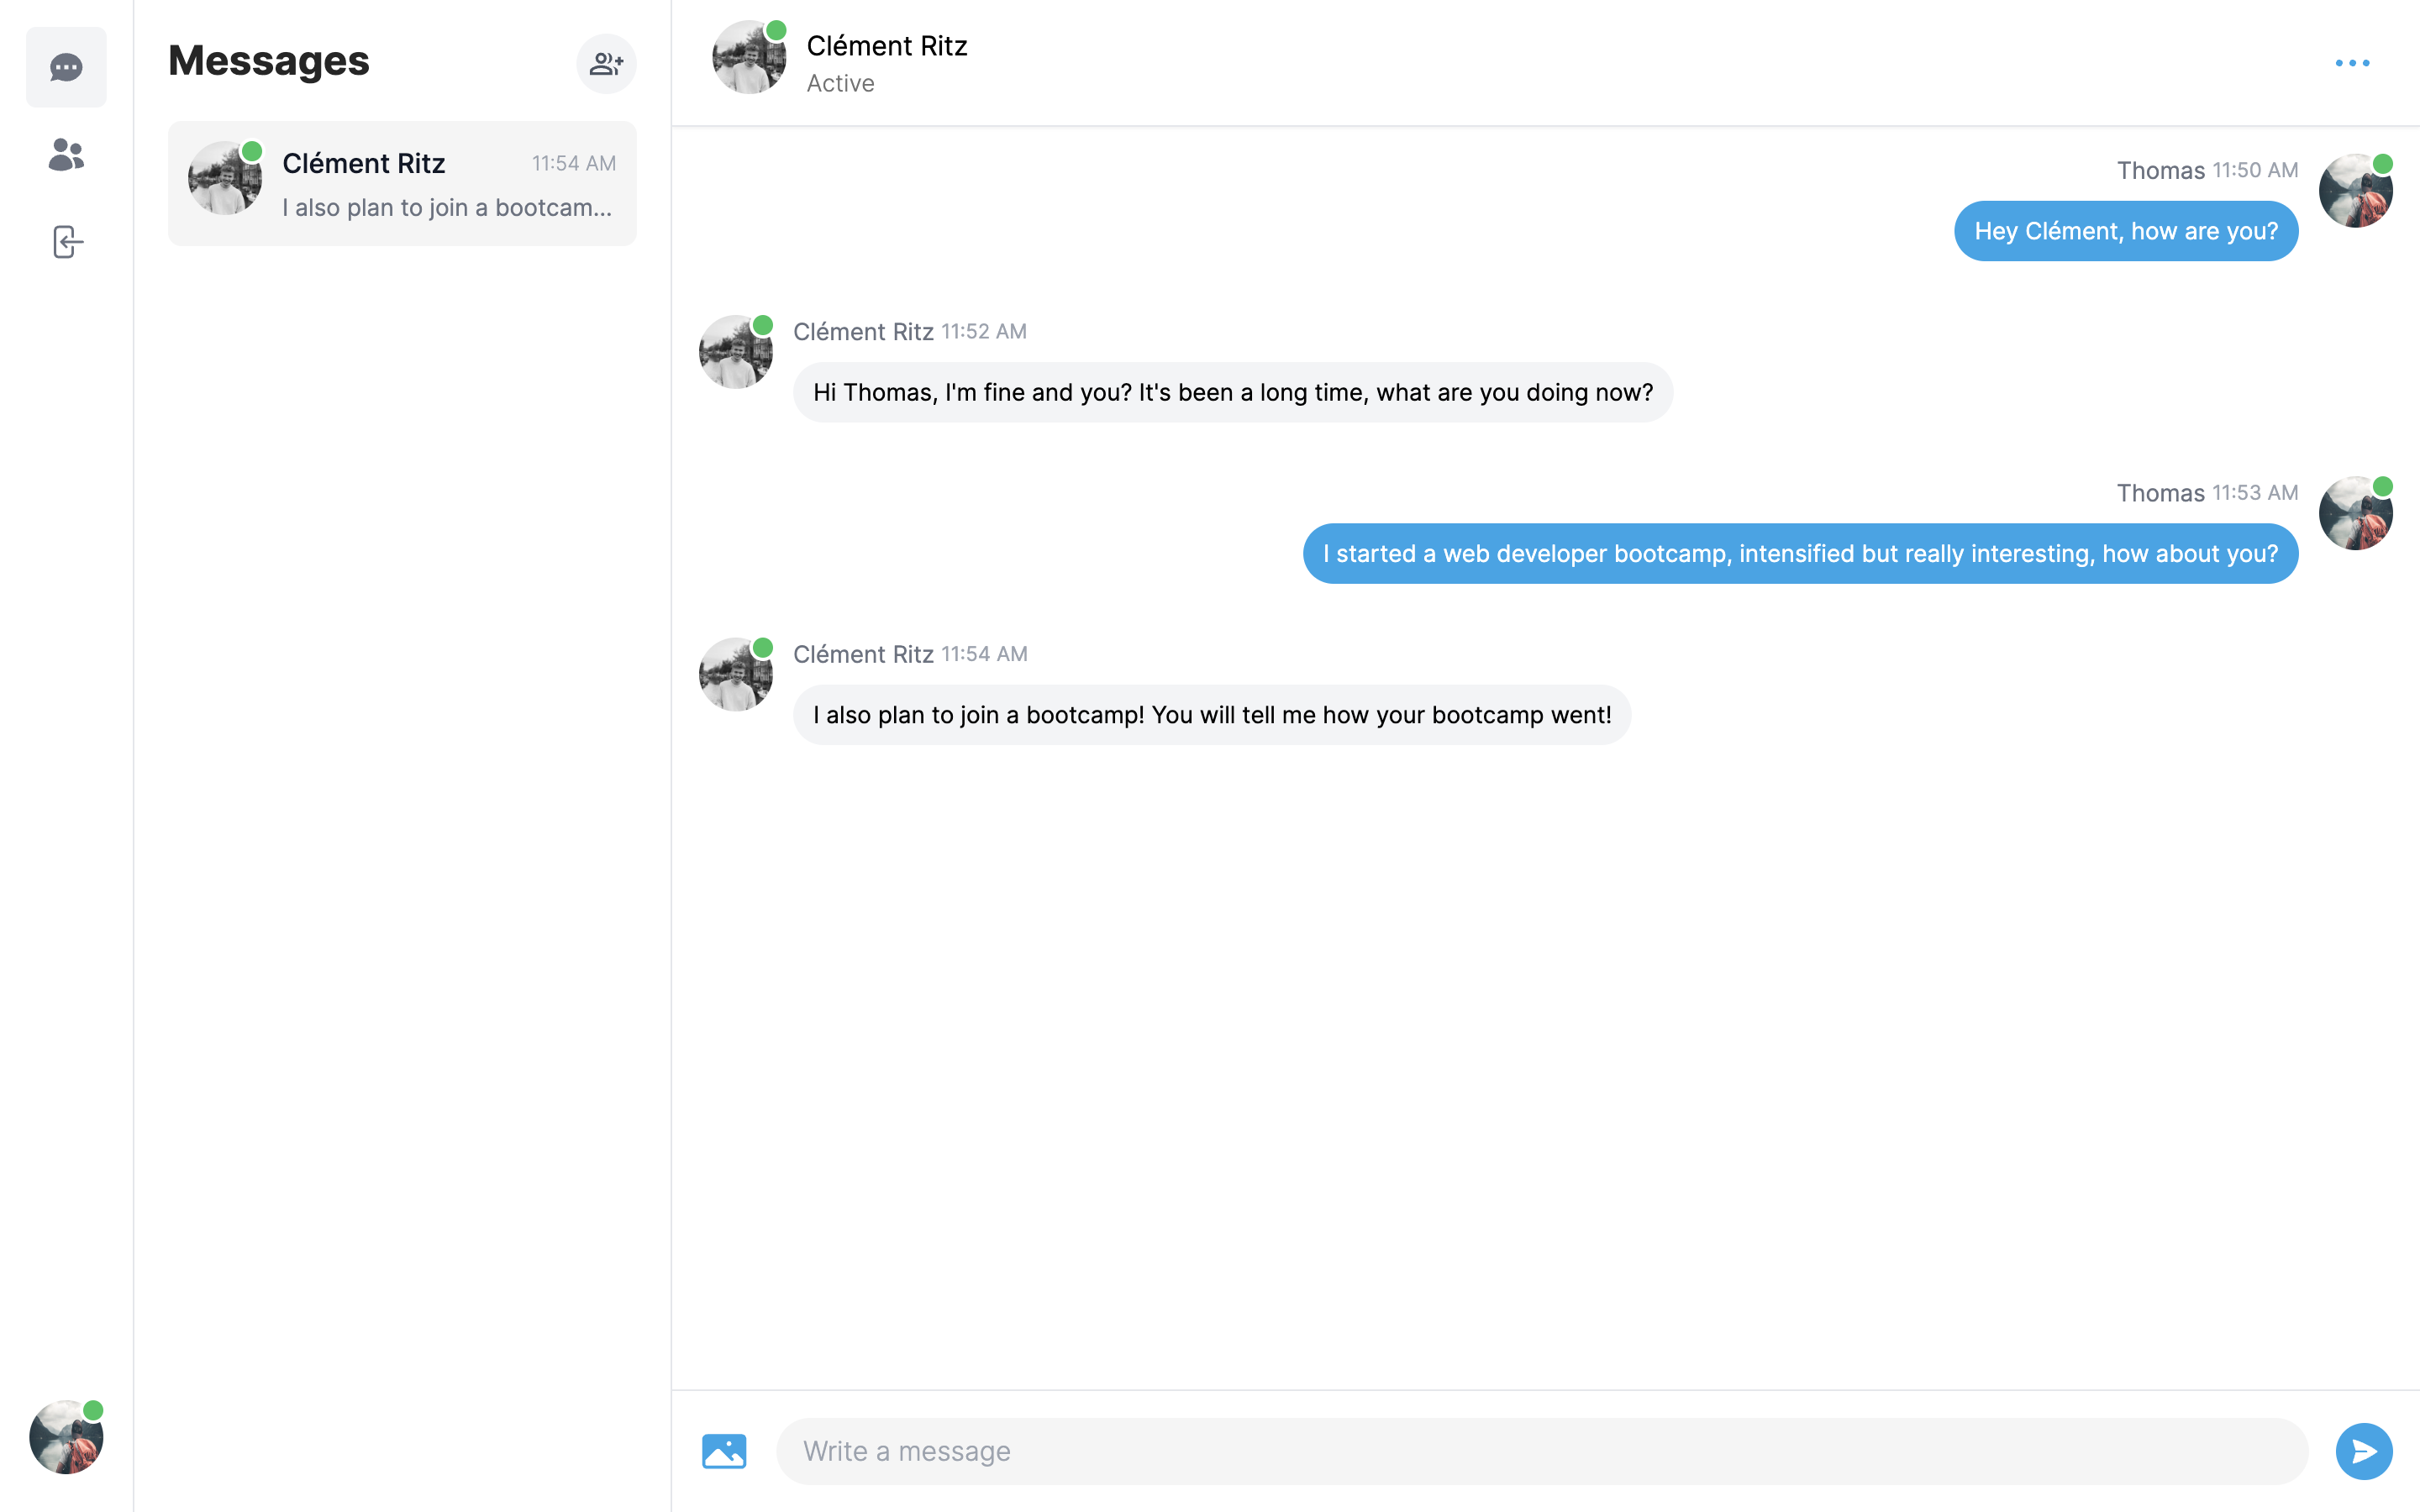 Messages
Clément Ritz 11:54 AM
I also plan to join a bootcam...
Clément Ritz
Active
Thomas 11:50 AM
Hey Clément, how are you?
Clément Ritz 11:52 AM
Hi Thomas, I'm fine and you? It's been a long time, what are you doing now?
Thomas 11:53 AM
I started a web developer bootcamp, intensified but really interesting, how about you?
Clément Ritz 11:54 AM
I also plan to join a bootcamp! You will tell me how your bootcamp went!
Write a message